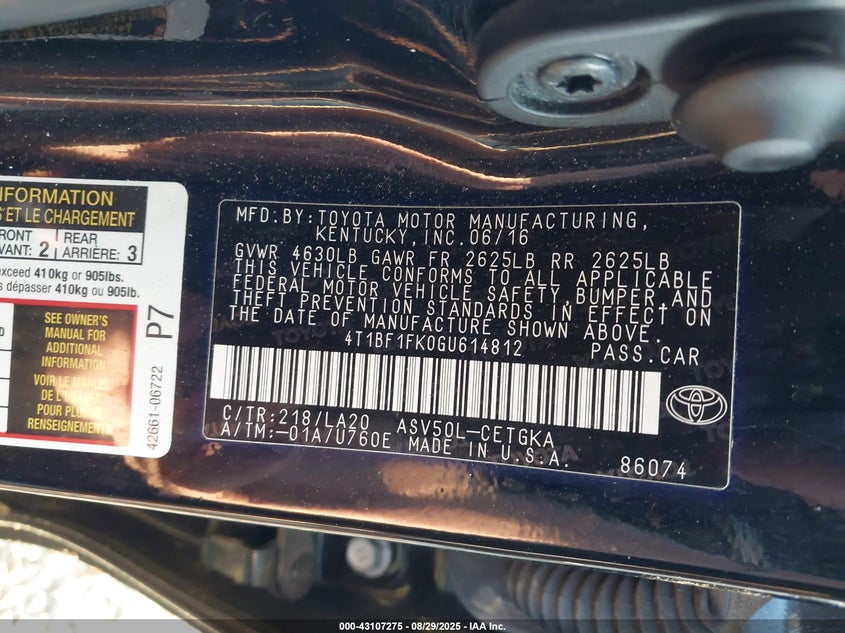 INFORMATION
S ET LE CHARGEMENT
FRONT
VANT: 2
REAR
ARRIÈRE: 3
exceed 410kg or 905lbs.
s dépasser 410kg ou 905lb.
SEE OWNER'S
MANUAL FOR
ADDITIONAL
INFORMATION
VOIR LE MANUEL
DE L'
POUR PLUS DE
RENSEIGNEMENTS
P7
42661-06722
MFD.BY:TOYOTA MOTOR MANUFACTURING,
KENTUCKY,INC.06/16
GVWR 4630LB GAWR FR 2625LB RR 2625LB
THIS VEHICLE CONFORMS TO ALL APPLICABLE
FEDERAL MOTOR VEHICLE SAFETY,BUMPER,AND
THEFT PREVENTION STANDARDS IN EFFECT ON
THE DATE OF MANUFACTURE SHOWN ABOVE.
4T1BF1FK0GU614812 PASS.CAR
C/TR:218/LA20 ASV50L-CETGKA
A/TM:-01A/U760E MADE IN U.S.A. 86074
000-43107275 - 08/29/2025 - IAA Inc.